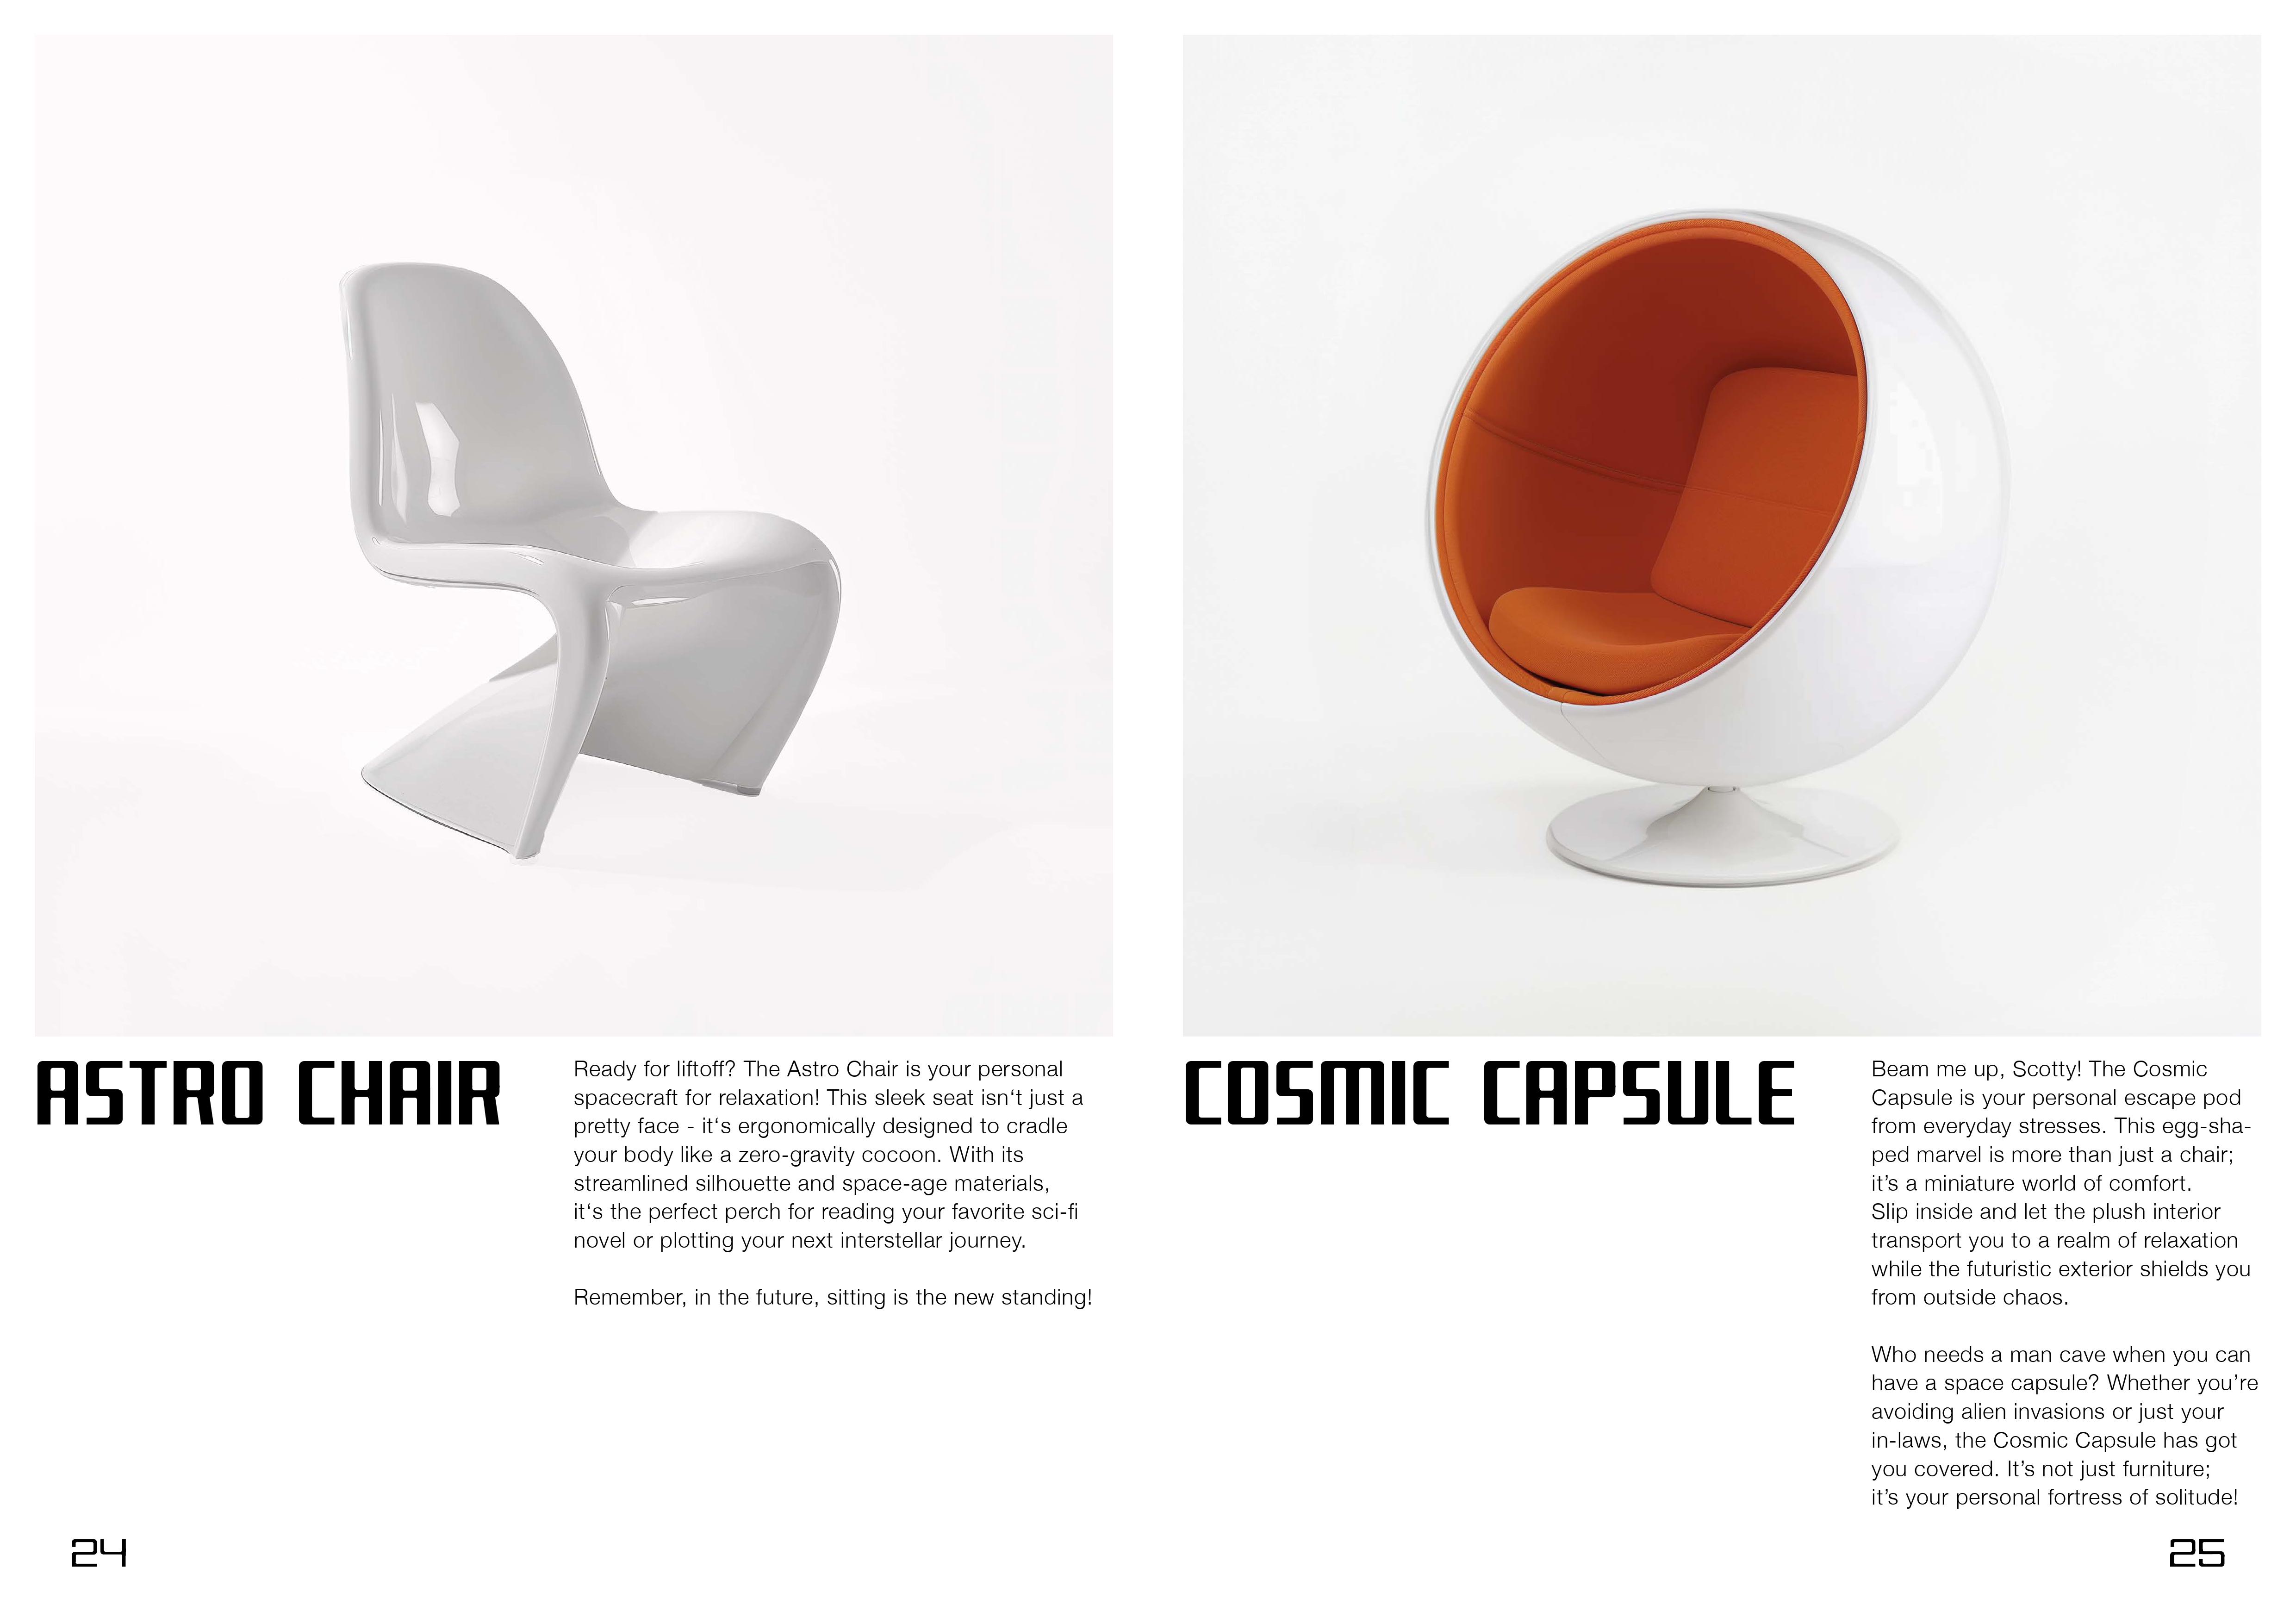 ASTRO CHAIR
Ready for liftoff? The Astro Chair is your personal
spacecraft for relaxation! This sleek seat isn‘t just a
pretty face - it‘s ergonomically designed to cradle
your body like a zero-gravity cocoon. With its
streamlined silhouette and space-age materials,
it‘s the perfect perch for reading your favorite sci-fi
novel or plotting your next interstellar journey.
Remember, in the future, sitting is the new standing!
24
COSMIC CAPSULE
Beam me up, Scotty! The Cosmic
Capsule is your personal escape pod
from everyday stresses. This egg-sha-
ped marvel is more than just a chair;
it’s a miniature world of comfort.
Slip inside and let the plush interior
transport you to a realm of relaxation
while the futuristic exterior shields you
from outside chaos.
Who needs a man cave when you can
have a space capsule? Whether you’re
avoiding alien invasions or just your
in-laws, the Cosmic Capsule has got
you covered. It’s not just furniture;
it’s your personal fortress of solitude!
25